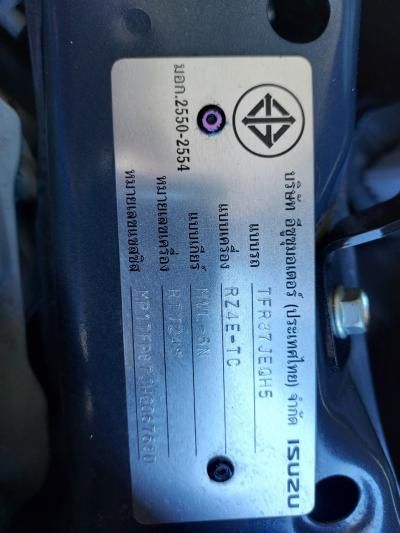 มอก.2550-2554
บริษัท อีซูซุมอเตอร์ (ประเทศไทย) จำกัด ISUZU
แบบรถ TFR87JEQH5
แบบเครื่อง RZ4E-TC
แบบเกียร์
หมายเลขเครื่อง
หมายเลขแชสซิส